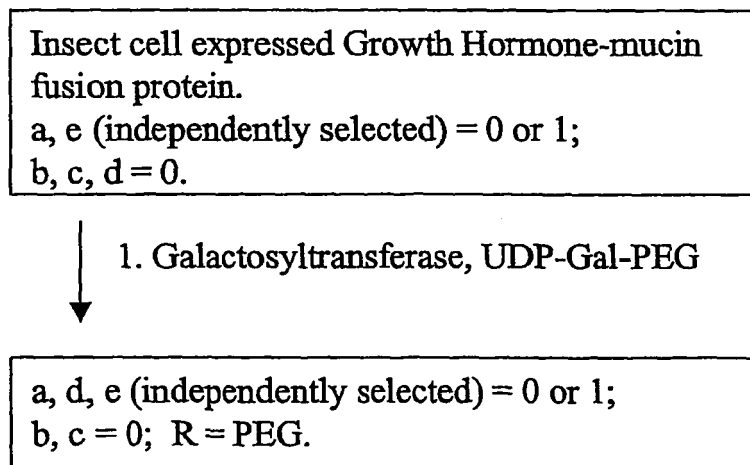 Insect cell expressed Growth Hormone-mucin
fusion protein.
a, e (independently selected) = 0 or 1;
b, c, d = 0.
1. Galactosyltransferase, UDP-Gal-PEG
a, d, e (independently selected) = 0 or 1;
b, c = 0; R = PEG.